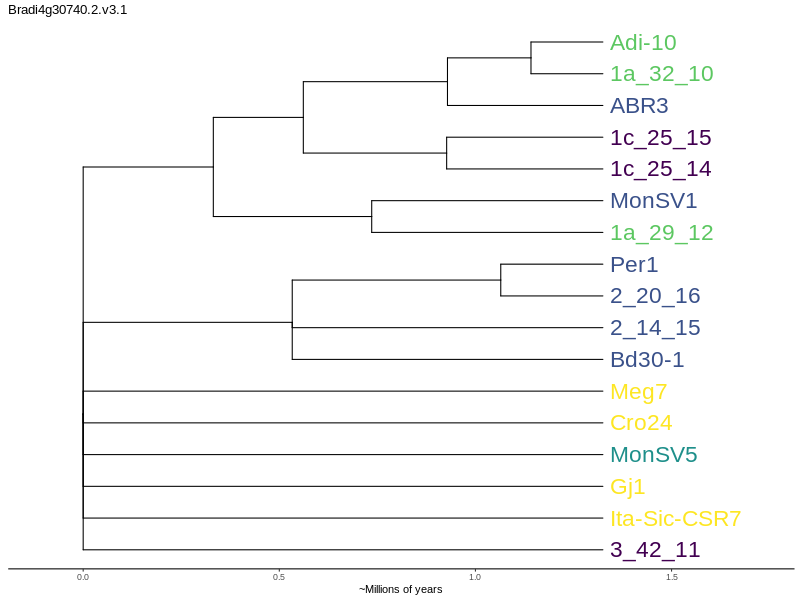 Bradi4g30740.2.v3.1
Adi-10
1a_32_10
ABR3
1c_25_15
1c_25_14
MonSV1
1a_29_12
Per1
2_20_16
2_14_15
Bd30-1
Meg7
Cro24
MonSV5
Gj1
Ita-Sic-CSR7
3_42_11
0.0 0.5 1.0 1.5
~Millions of years